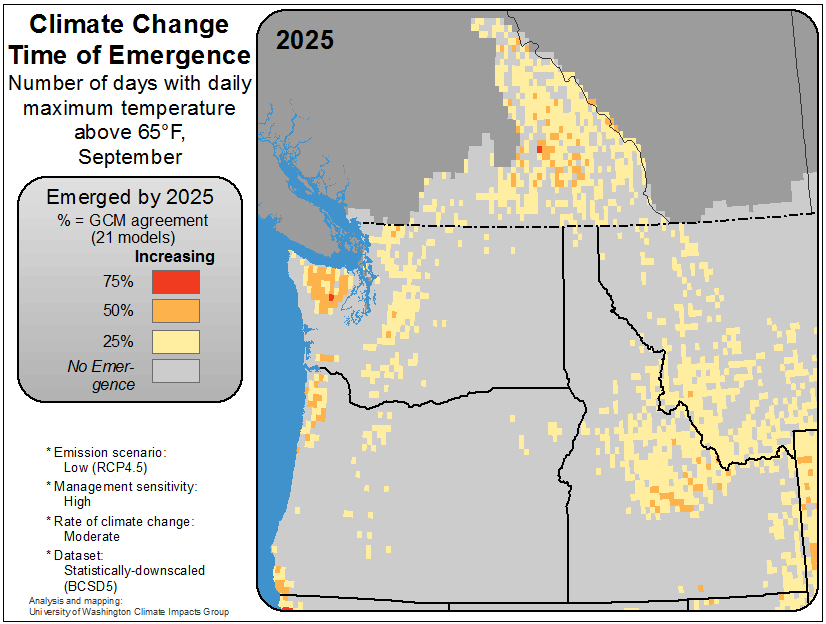 Climate Change
Time of Emergence
Number of days with daily
maximum temperature
above 65°F,
September
2025
Emerged by 2025
% = GCM agreement
(21 models)
Increasing
75%
50%
25%
No Emer-
gence
* Emission scenario:
Low (RCP4.5)
* Management sensitivity:
High
* Rate of climate change:
Moderate
* Dataset:
Statistically-downscaled
(BCSD5)
Analysis and mapping:
University of Washington Climate Impacts Group